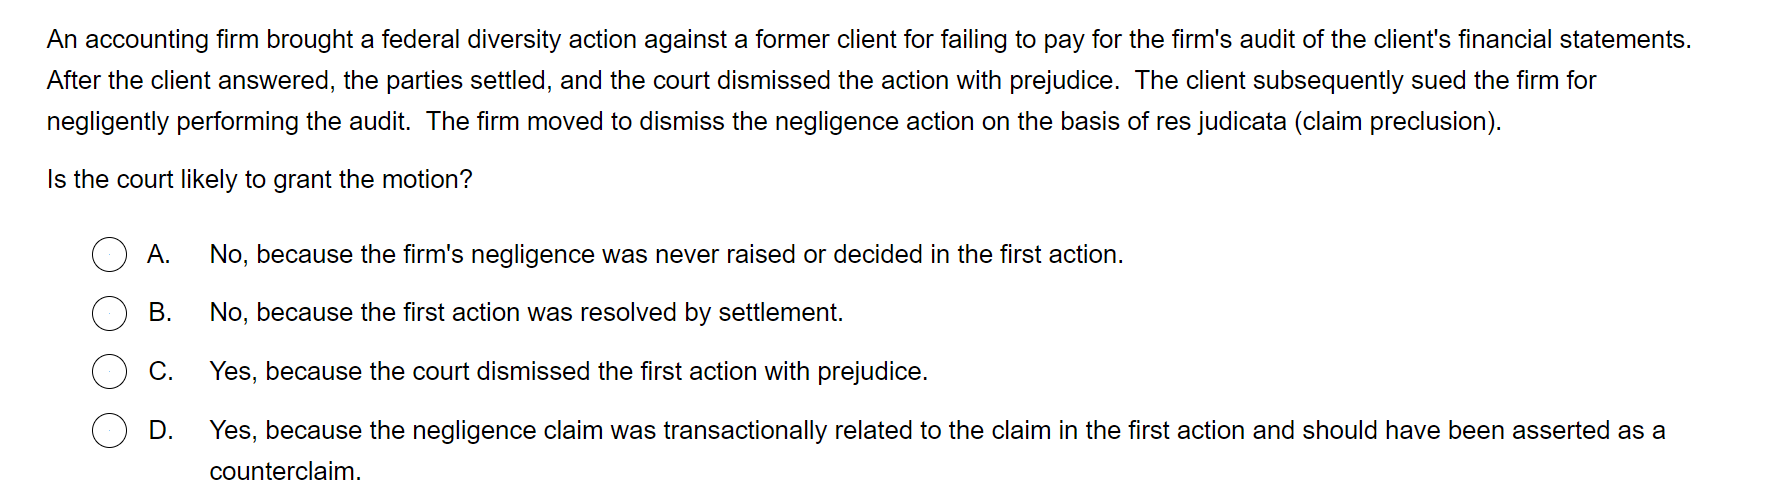 An accounting firm brought a federal diversity action against a former client for failing to pay for the firm's audit of the client's financial statements.
After the client answered, the parties settled, and the court dismissed the action with prejudice.  The client subsequently sued the firm for
negligently performing the audit.  The firm moved to dismiss the negligence action on the basis of res judicata (claim preclusion).
Is the court likely to grant the motion?
A. No, because the firm's negligence was never raised or decided in the first action.
B. No, because the first action was resolved by settlement.
C. Yes, because the court dismissed the first action with prejudice.
D. Yes, because the negligence claim was transactionally related to the claim in the first action and should have been asserted as a
counterclaim.